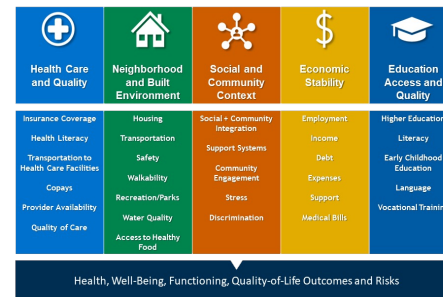 Health Care
and Quality
Insurance Coverage
Health Literacy
Transportation to
Health Care Facilities
Copays
Provider Availability
Quality of Care
Neighborhood
and Built
Environment
Housing
Transportation
Safety
Walkability
Recreation/Parks
Water Quality
Access to Healthy
Food
Social and
Community
Context
Social + Community
Integration
Support Systems
Community
Engagement
Stress
Discrimination
$
Economic
Stability
Employment
Income
Debt
Expenses
Support
Medical Bills
Education
Access and
Quality
Higher Education
Literacy
Early Childhood
Education
Language
Vocational Training
Health, Well-Being, Functioning, Quality-of-Life Outcomes and Risks